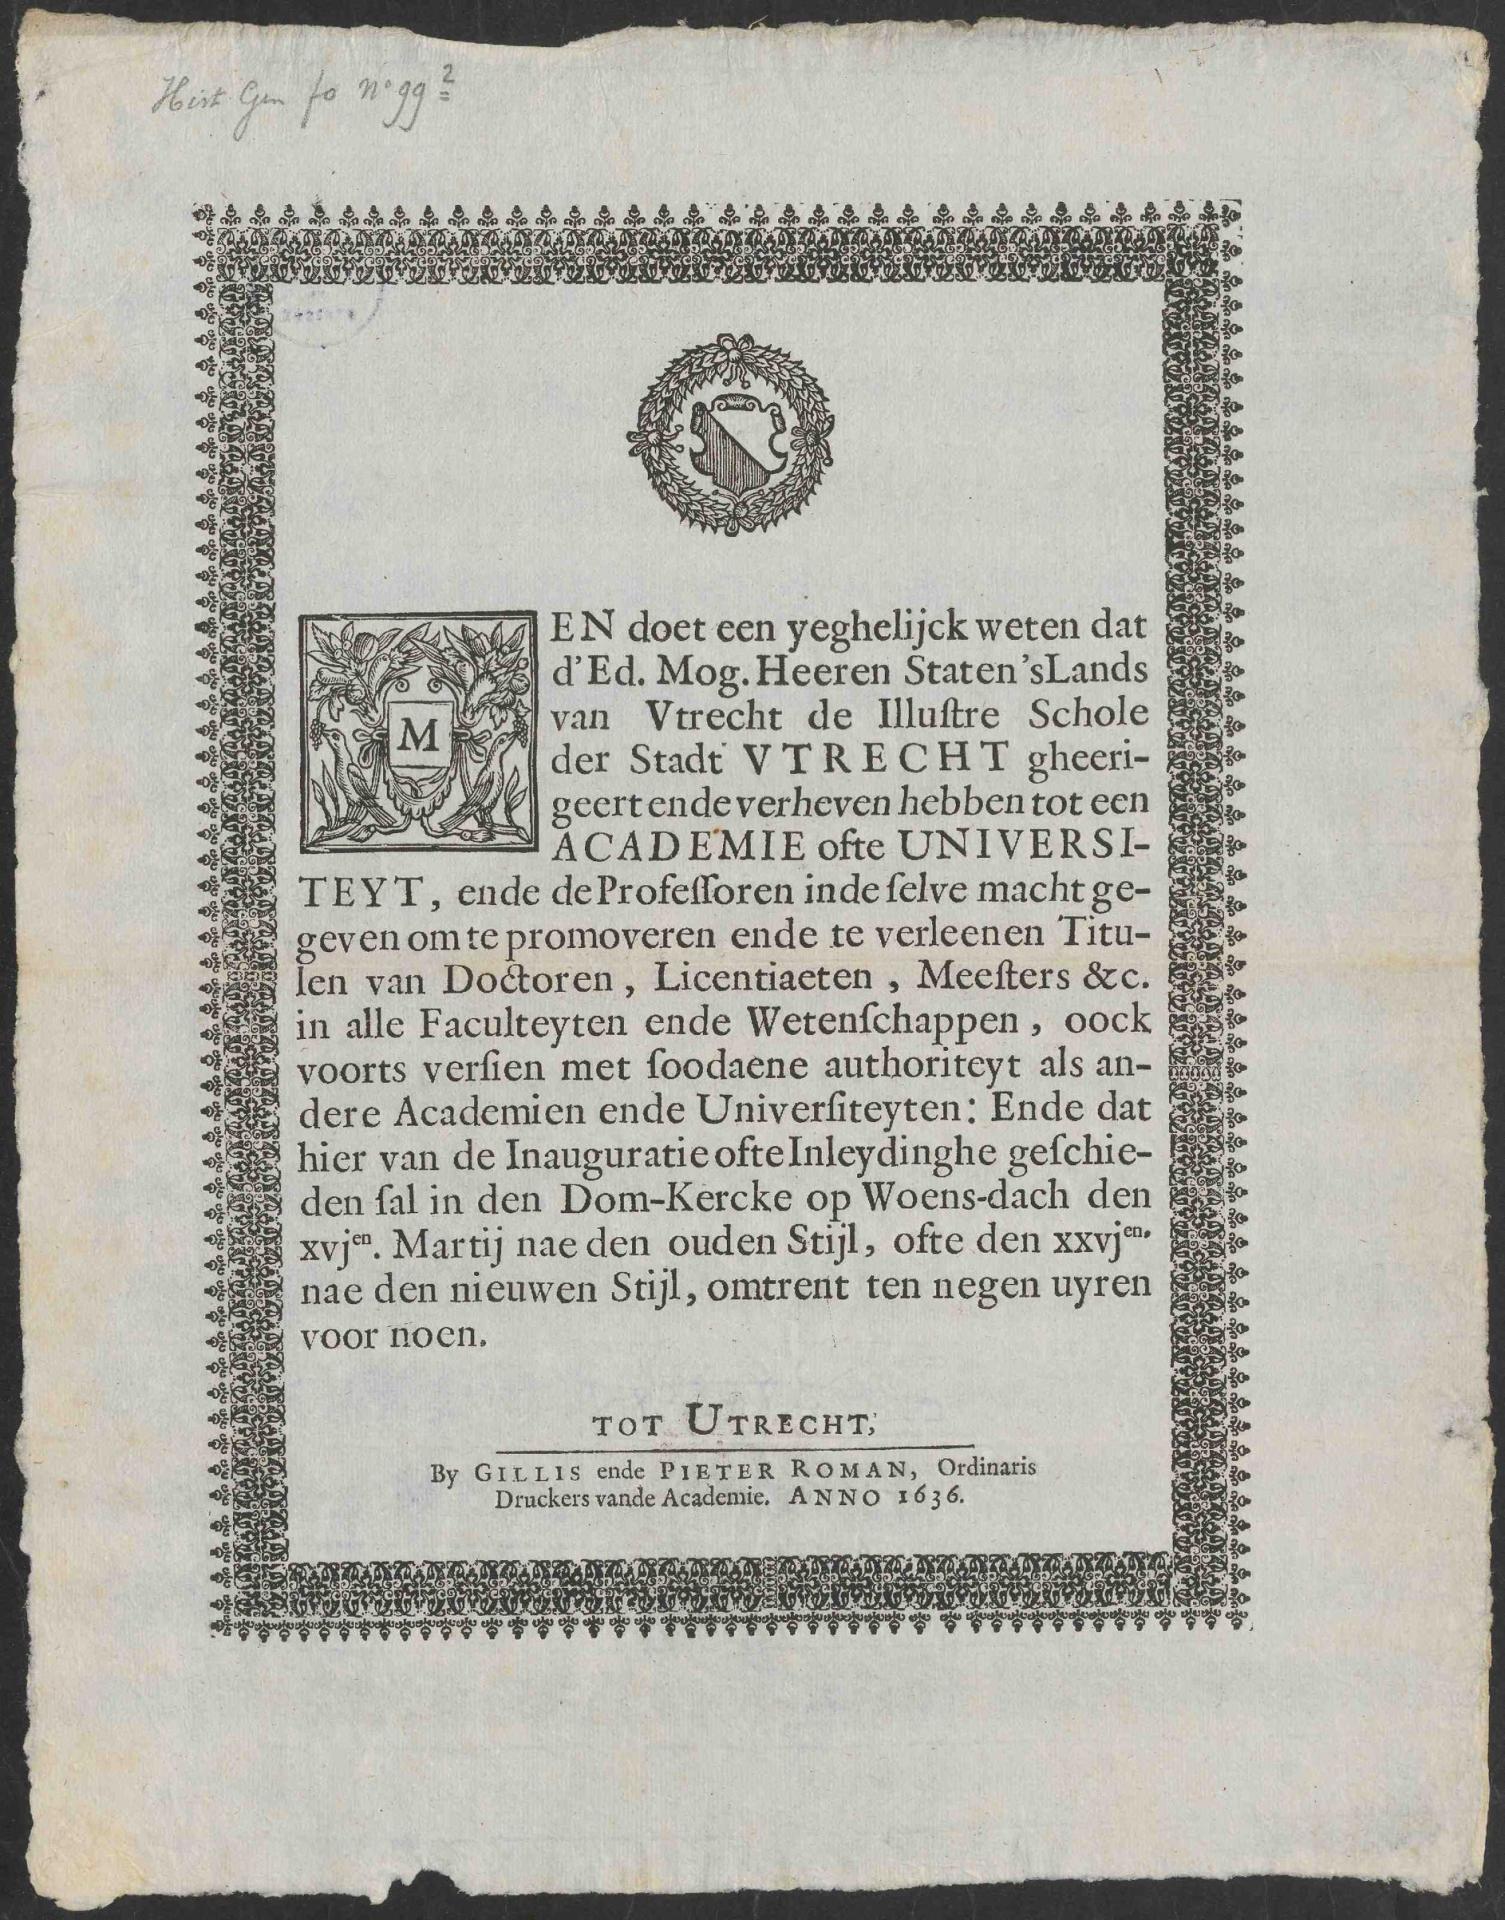 Hist. Gen fo No 99 2
MEN doet een yeghelijck weten dat
d'Ed. Mog. Heeren Staten 'sLands
van Vtrecht de Illuſtre Schole
der Stadt VTRECHT gheeri-
geert ende verheven hebben tot een
ACADEMIE ofte UNIVERSI-
TEYT, ende de Profeſſoren inde ſelve macht ge-
geven om te promoveren ende te verleenen Titu-
len van Doctoren, Licentiaeten, Meeſters &c.
in alle Faculteyten ende Wetenſchappen, oock
voorts verſien met ſoodaene authoriteyt als an-
dere Academien ende Univerſiteyten: Ende dat
hier van de Inauguratie ofte Inleydinghe geſchie-
den ſal in den Dom-Kercke op Woens-dach den
xvjen. Martij nae den ouden Stijl, ofte den xxvjen.
nae den nieuwen Stijl, omtrent ten negen uyren
voor noen.
TOT UTRECHT,
By GILLIS ende PIETER ROMAN, Ordinaris
Druckers vande Academie. ANNO 1636.